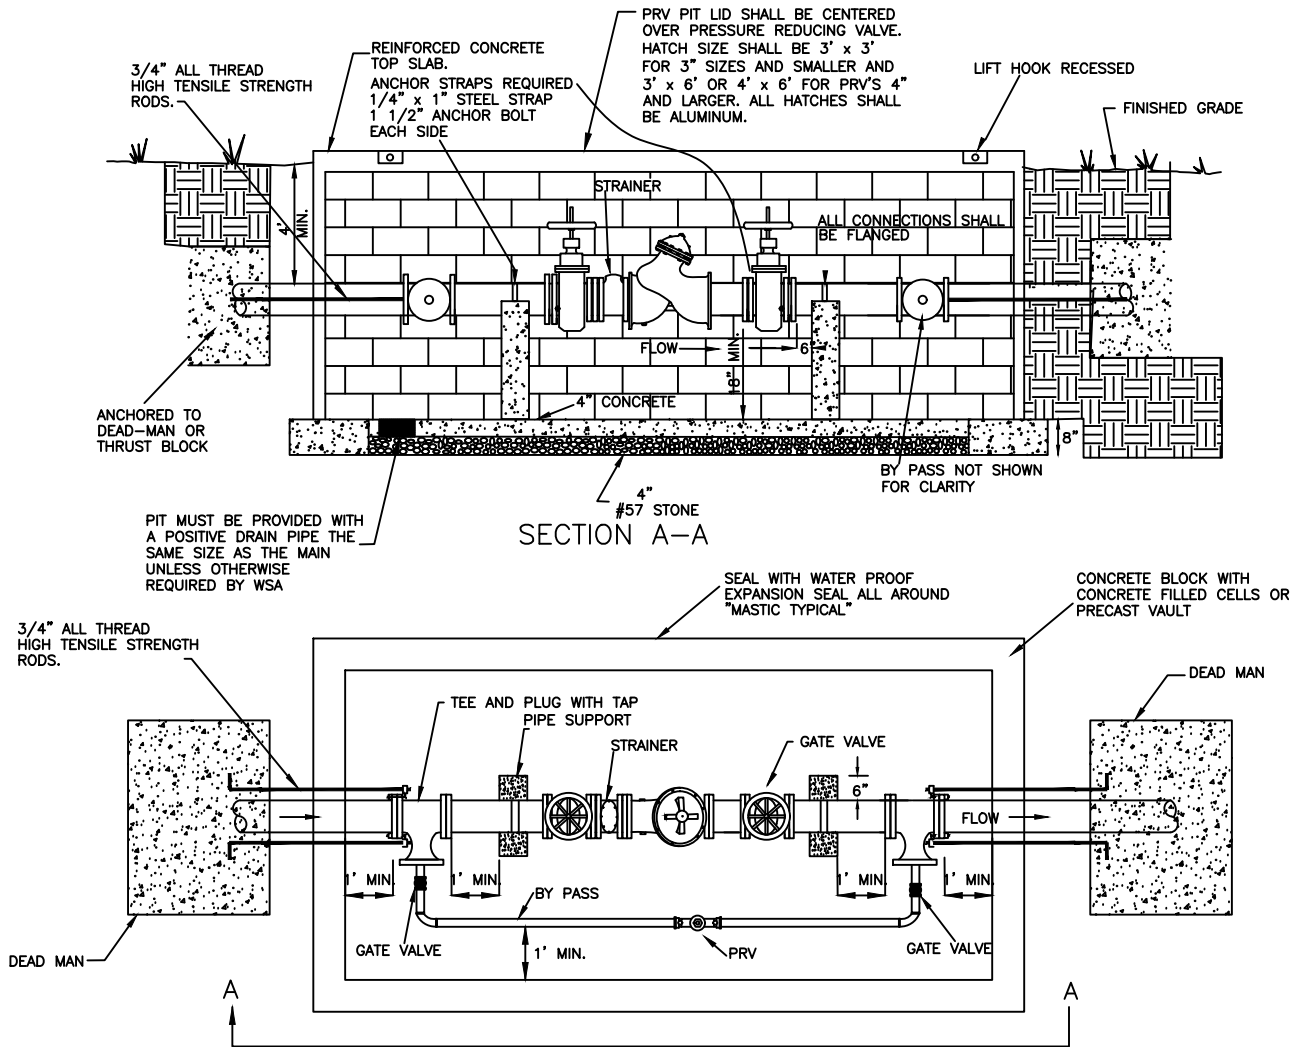 PRV PIT LID SHALL BE CENTERED
OVER PRESSURE REDUCING VALVE.
HATCH SIZE SHALL BE 3' x 3'
FOR 3" SIZES AND SMALLER AND
3' x 6' OR 4' x 6' FOR PRV'S 4"
AND LARGER. ALL HATCHES SHALL
BE ALUMINUM.
REINFORCED CONCRETE
TOP SLAB.
ANCHOR STRAPS REQUIRED
1/4" x 1" STEEL STRAP
1 1/2" ANCHOR BOLT
EACH SIDE
3/4" ALL THREAD
HIGH TENSILE STRENGTH
RODS.
LIFT HOOK RECESSED
FINISHED GRADE
STRAINER
ALL CONNECTIONS SHALL
BE FLANGED
4'
MIN.
FLOW
6"
18" MIN.
4" CONCRETE
ANCHORED TO
DEAD-MAN OR
THRUST BLOCK
8"
BY PASS NOT SHOWN
FOR CLARITY
4"
#57 STONE
PIT MUST BE PROVIDED WITH
A POSITIVE DRAIN PIPE THE
SAME SIZE AS THE MAIN
UNLESS OTHERWISE
REQUIRED BY WSA
SECTION A-A
SEAL WITH WATER PROOF
EXPANSION SEAL ALL AROUND
"MASTIC TYPICAL"
CONCRETE BLOCK WITH
CONCRETE FILLED CELLS OR
PRECAST VAULT
3/4" ALL THREAD
HIGH TENSILE STRENGTH
RODS.
DEAD MAN
TEE AND PLUG WITH TAP
PIPE SUPPORT
STRAINER
GATE VALVE
6"
FLOW
1' MIN.
1' MIN.
1' MIN.
1' MIN.
BY PASS
GATE VALVE
1' MIN.
PRV
GATE VALVE
DEAD MAN
A
A